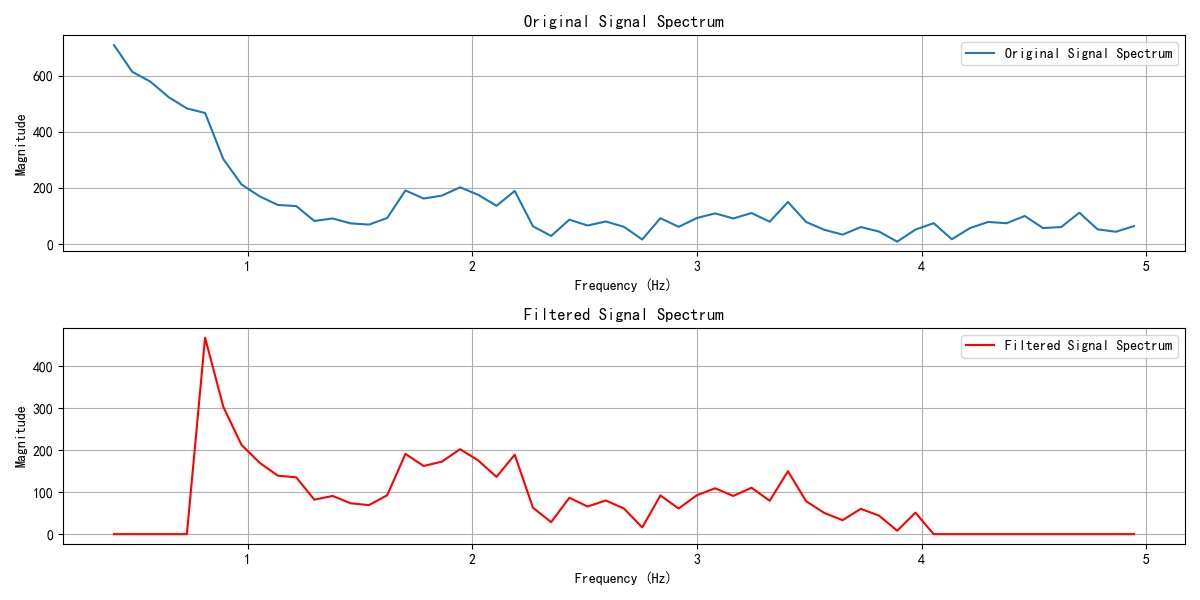 Original Signal Spectrum
Original Signal Spectrum
Magnitude
600
400
200
0
1 2 3 4 5
Frequency (Hz)
Filtered Signal Spectrum
Filtered Signal Spectrum
Magnitude
400
300
200
100
0
1 2 3 4 5
Frequency (Hz)